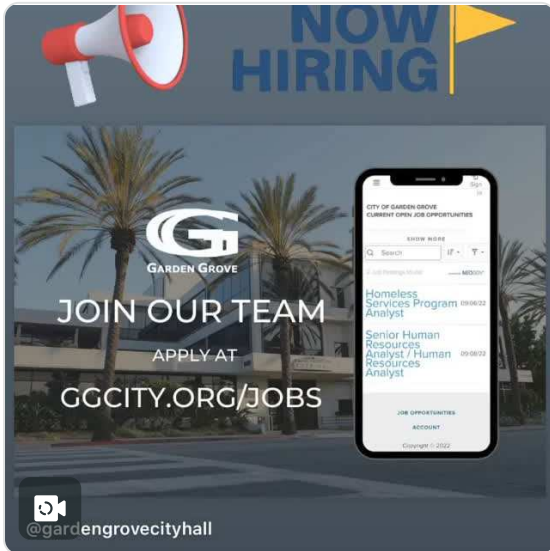 NOW
HIRING
GARDEN GROVE
JOIN OUR TEAM
APPLY AT
GGCITY.ORG/JOBS
Sign
In
CITY OF GARDEN GROVE
CURRENT OPEN JOB OPPORTUNITIES
SHOW MORE
Search
Homeless
Services Program 09/08/22
Analyst
Senior Human
Resources
Analyst / Human 09/08/22
Resources
Analyst
JOB OPPORTUNITIES
ACCOUNT
Copyright © 2022
@gardengrovecityhall